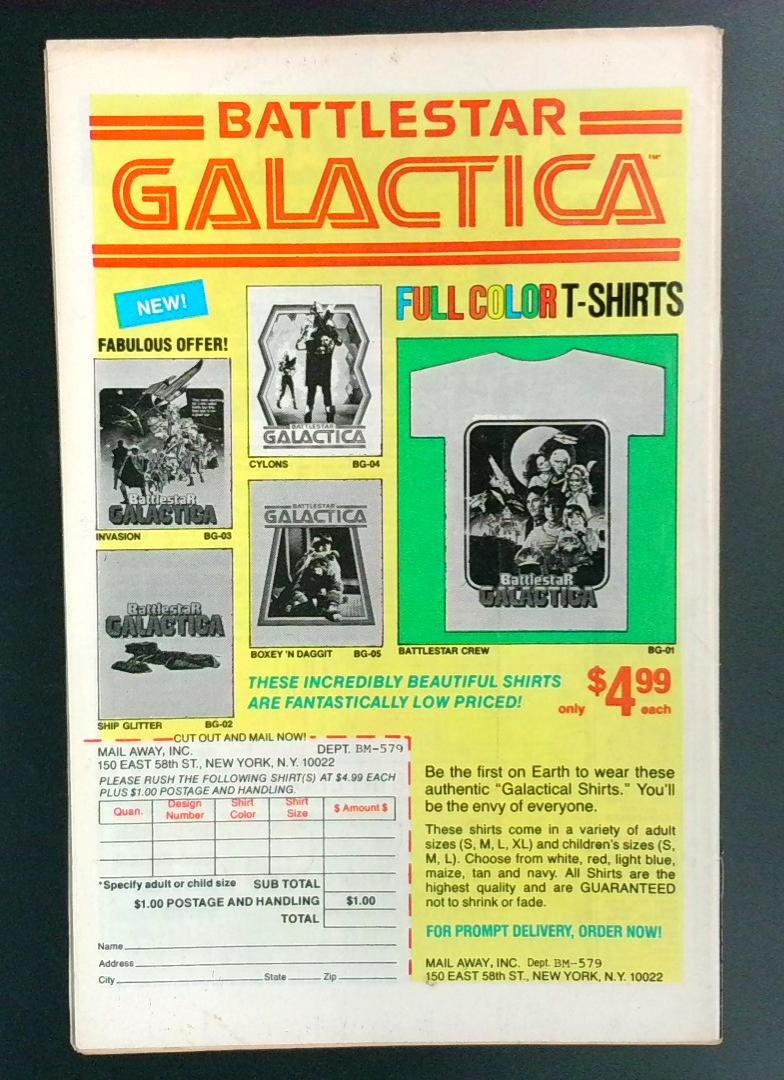 BATTLESTAR
GALACTICA™
NEW!
FABULOUS OFFER!
FULL COLOR T-SHIRTS
BattlestaR
GALACTICA
INVASION BG-03
BATTLESTAR
GALACTICA
CYLONS BG-04
BattlestaR
GALACTICA
SHIP GLITTER BG-02
BATTLESTAR
GALACTICA
BOXEY 'N DAGGIT BG-05
BattlestaR
GALACTICA
BATTLESTAR CREW BG-01
THESE INCREDIBLY BEAUTIFUL SHIRTS
ARE FANTASTICALLY LOW PRICED!
only $4.99 each
CUT OUT AND MAIL NOW!
MAIL AWAY, INC. DEPT. BM-579
150 EAST 58th ST., NEW YORK, N.Y. 10022
PLEASE RUSH THE FOLLOWING SHIRT(S) AT $4.99 EACH
PLUS $1.00 POSTAGE AND HANDLING.
Quan. Design Number Shirt Color Shirt Size $ Amount $
*Specify adult or child size SUB TOTAL
$1.00 POSTAGE AND HANDLING $1.00
TOTAL
Name
Address
City State Zip
Be the first on Earth to wear these
authentic "Galactical Shirts." You'll
be the envy of everyone.
These shirts come in a variety of adult
sizes (S, M, L, XL) and children's sizes (S,
M, L). Choose from white, red, light blue,
maize, tan and navy. All Shirts are the
highest quality and are GUARANTEED
not to shrink or fade.
FOR PROMPT DELIVERY, ORDER NOW!
MAIL AWAY, INC. Dept. BM-579
150 EAST 58th ST., NEW YORK, N.Y. 10022